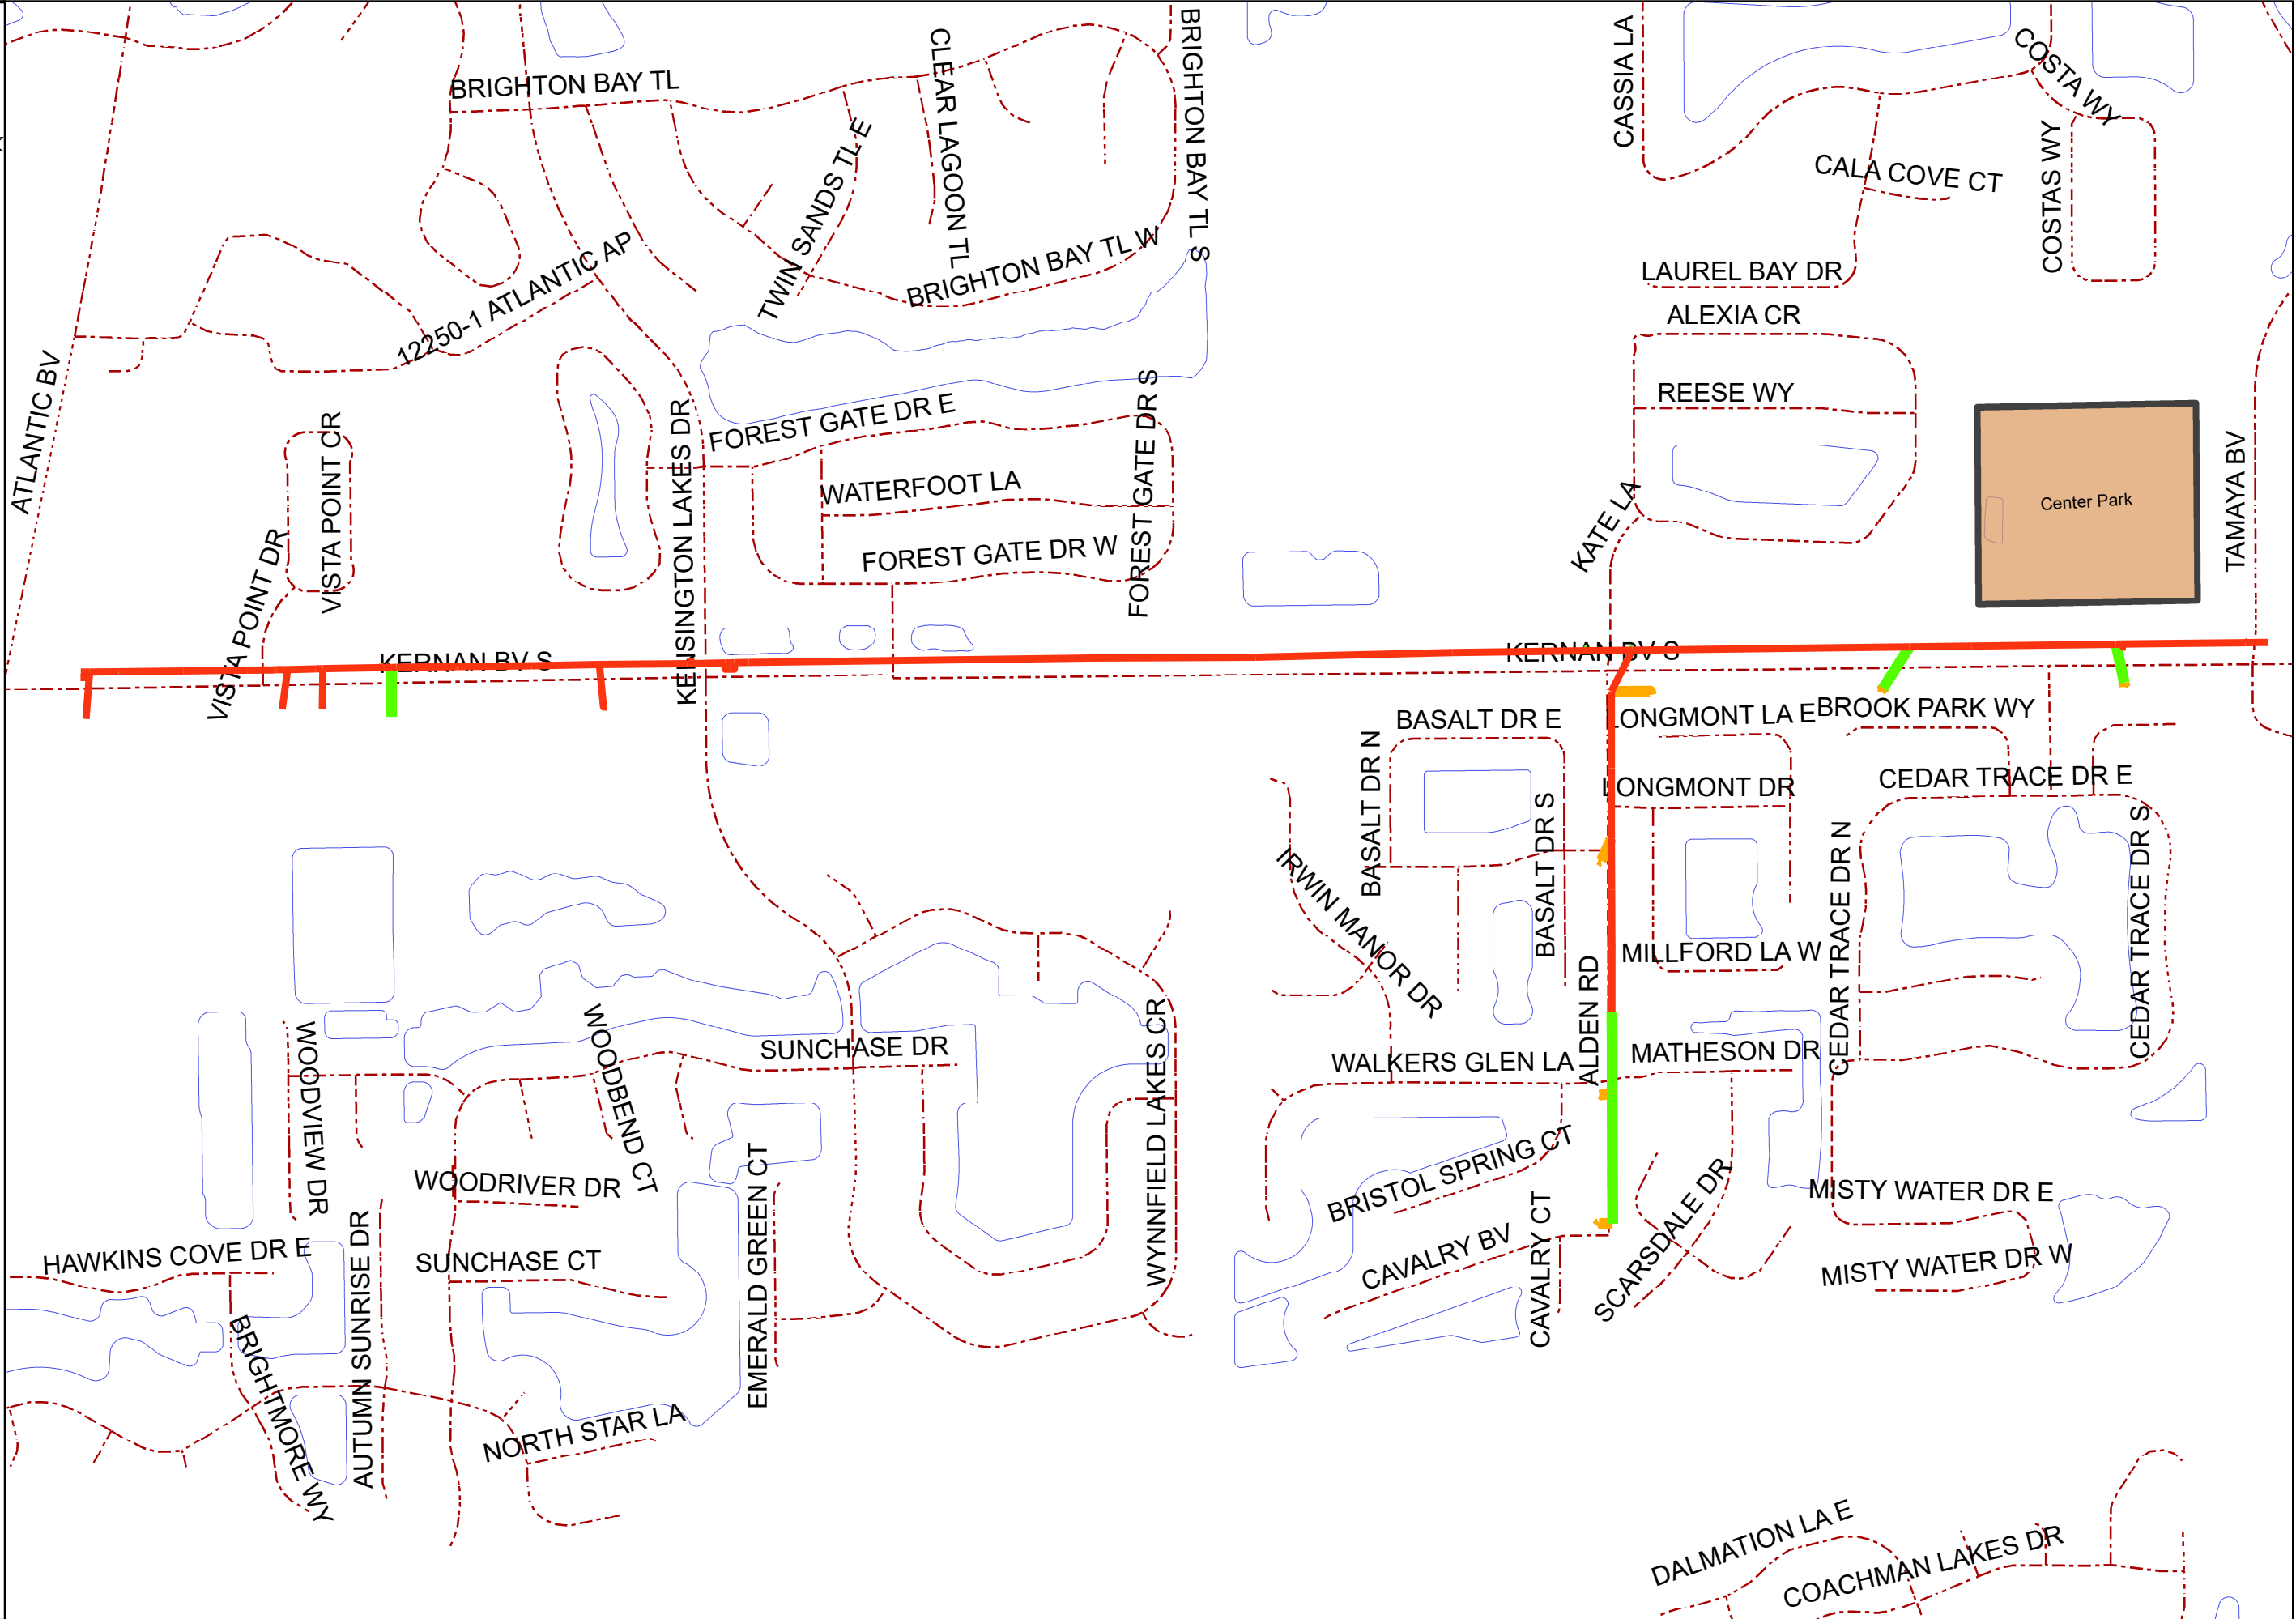 BRIGHTON BAY TL
CLEAR LAGOON TL
BRIGHTON BAY TL S
CASSIA LA
COSTA WY
TWIN SANDS TL E
CALA COVE CT
COSTAS WY
BRIGHTON BAY TL W
12250-1 ATLANTIC AP
LAUREL BAY DR
ALEXIA CR
ATLANTIC BV
REESE WY
FOREST GATE DR E
KENSINGTON LAKES DR
FOREST GATE DR S
VISTA POINT CR
WATERFOOT LA
Center Park
TAMAYA BV
KATE LA
FOREST GATE DR W
VISTA POINT DR
KERNAN BV S
KERNAN BV S
BASALT DR E
LONGMONT LA E
BROOK PARK WY
BASALT DR N
LONGMONT DR
CEDAR TRACE DR E
BASALT DR S
IRWIN MANOR DR
CEDAR TRACE DR N
CEDAR TRACE DR S
MILLFORD LA W
ALDEN RD
WOODVIEW DR
WOODBEND CT
SUNCHASE DR
WYNNFIELD LAKES CR
WALKERS GLEN LA
MATHESON DR
WOODRIVER DR
BRISTOL SPRING CT
SCARSDALE DR
MISTY WATER DR E
HAWKINS COVE DR E
SUNCHASE CT
EMERALD GREEN CT
CAVALRY BV
CAVALRY CT
MISTY WATER DR W
AUTUMN SUNRISE DR
BRIGHTMORE WY
NORTH STAR LA
DALMATION LA E
COACHMAN LAKES DR